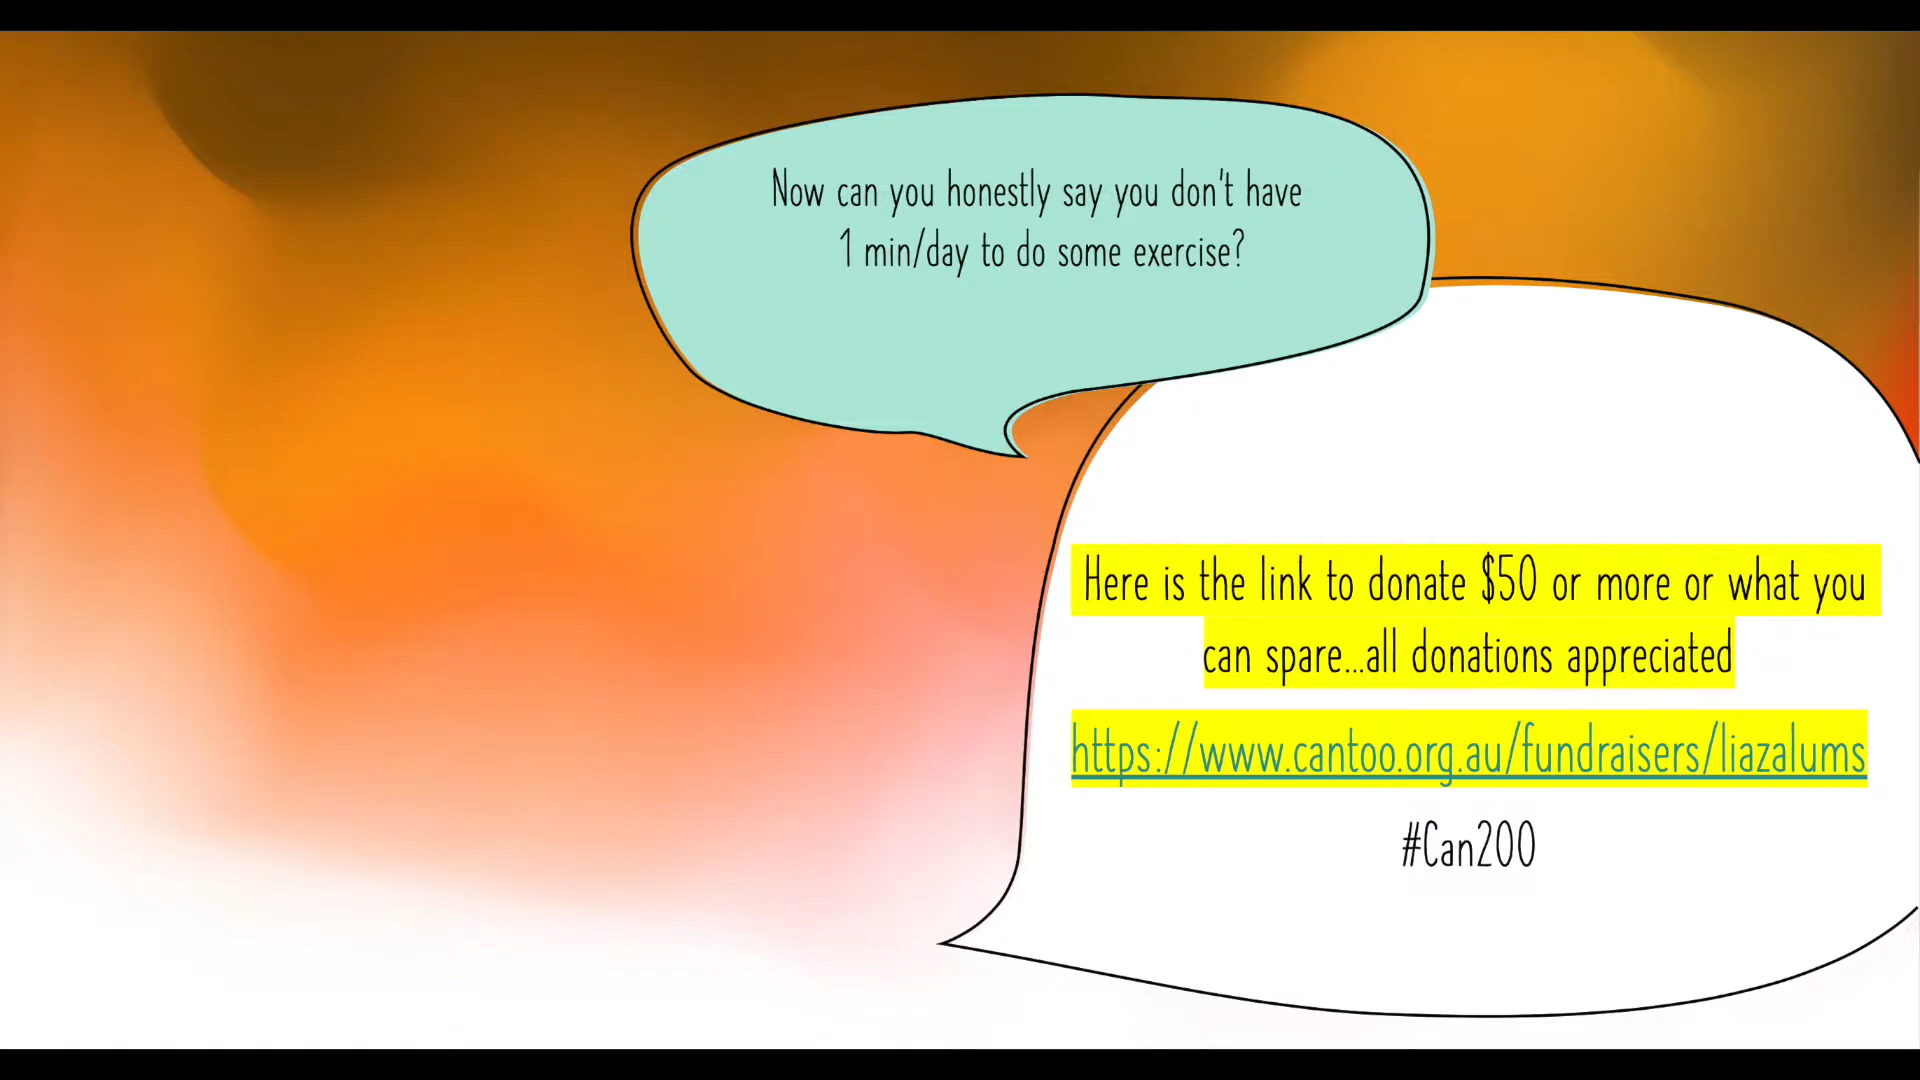 Now can you honestly say you don't have
1 min/day to do some exercise?
Here is the link to donate $50 or more or what you
can spare...all donations appreciated
https://www.cantoo.org.au/fundraisers/liazalums
#Can200